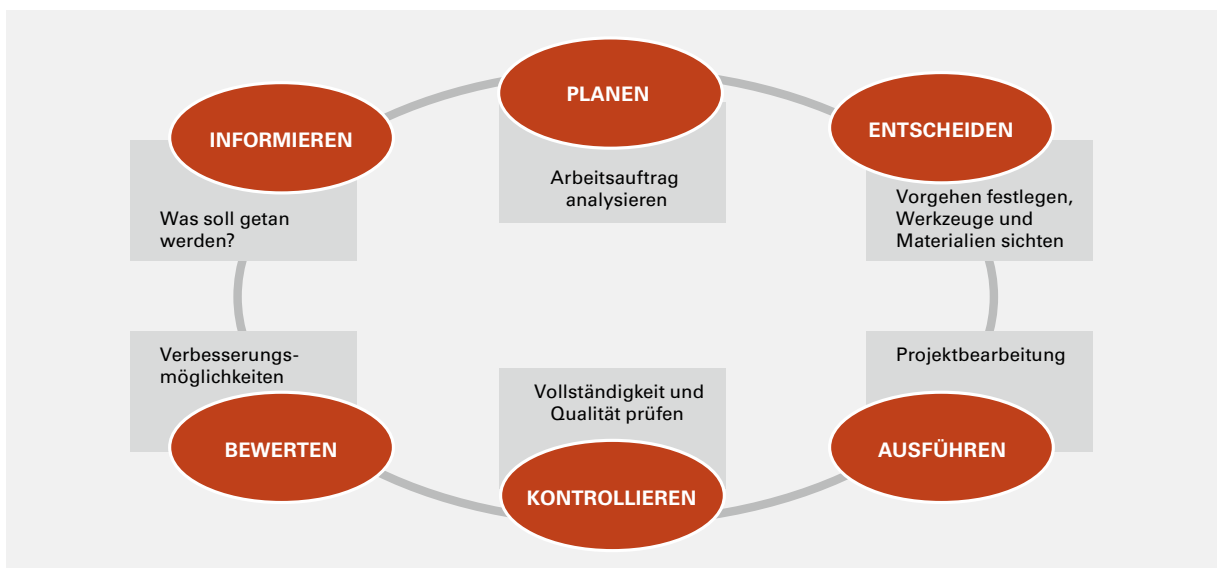 INFORMIEREN
Was soll getan
werden?
PLANEN
Arbeitsauftrag
analysieren
ENTSCHEIDEN
Vorgehen festlegen,
Werkzeuge und
Materialien sichten
Projektbearbeitung
AUSFÜHREN
Vollständigkeit und
Qualität prüfen
KONTROLLIEREN
Verbesserungs-
möglichkeiten
BEWERTEN